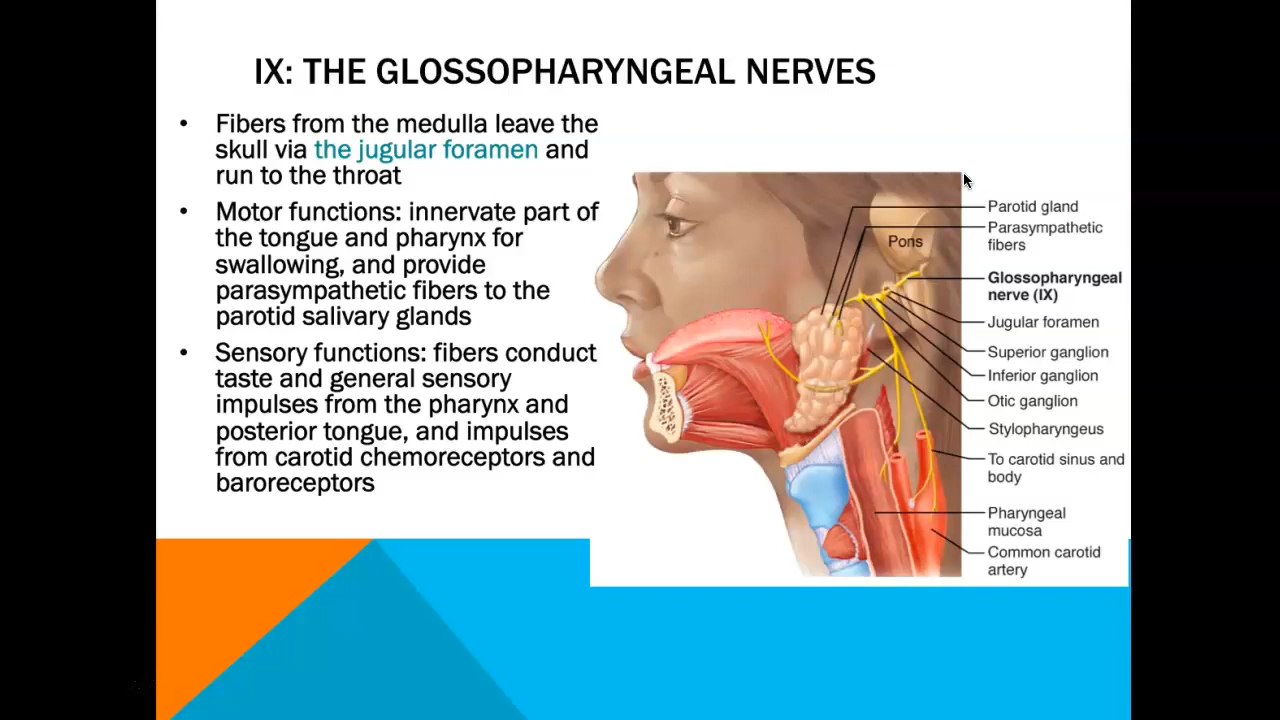 IX: THE GLOSSOPHARYNGEAL NERVES
• Fibers from the medulla leave the
skull via the jugular foramen and
run to the throat
• Motor functions: innervate part of
the tongue and pharynx for
swallowing, and provide
parasympathetic fibers to the
parotid salivary glands
• Sensory functions: fibers conduct
taste and general sensory
impulses from the pharynx and
posterior tongue, and impulses
from carotid chemoreceptors and
baroreceptors
Pons
Parotid gland
Parasympathetic
fibers
Glossopharyngeal
nerve (IX)
Jugular foramen
Superior ganglion
Inferior ganglion
Otic ganglion
Stylopharyngeus
To carotid sinus and
body
Pharyngeal
mucosa
Common carotid
artery